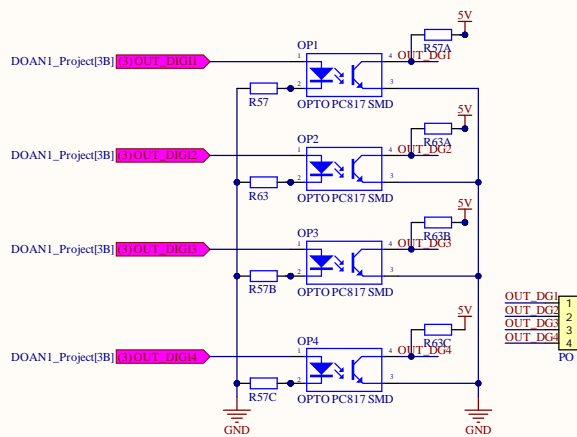 5V
OP1
R57A
DOAN1_Project[3B] (3) OUT_DIGI1 1 4 OUT_DG1
R57 2 3
OPTO PC817 SMD
5V
OP2
R63A
DOAN1_Project[3B] (3) OUT_DIGI2 1 4 OUT_DG2
R63 2 3
OPTO PC817 SMD
5V
OP3
R63B
DOAN1_Project[3B] (3) OUT_DIGI3 1 4 OUT_DG3
R57B 2 3
OPTO PC817 SMD
OUT_DG1 1
OUT_DG2 2
OUT_DG3 3
OUT_DG4 4
PO
5V
OP4
R63C
DOAN1_Project[3B] (3) OUT_DIGI4 1 4 OUT_DG4
R57C 2 3
OPTO PC817 SMD
GND GND